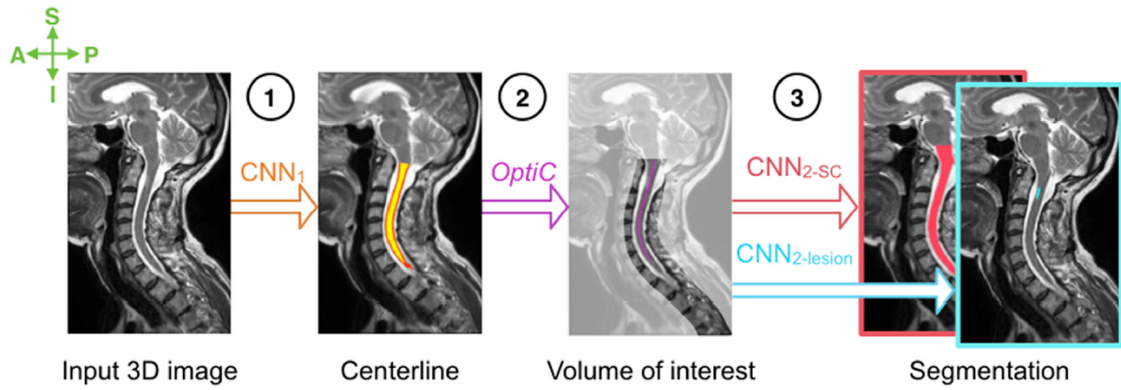 S
A P
I
1 2 3
CNN1 OptiC CNN2-SC
CNN2-lesion
Input 3D image Centerline Volume of interest Segmentation